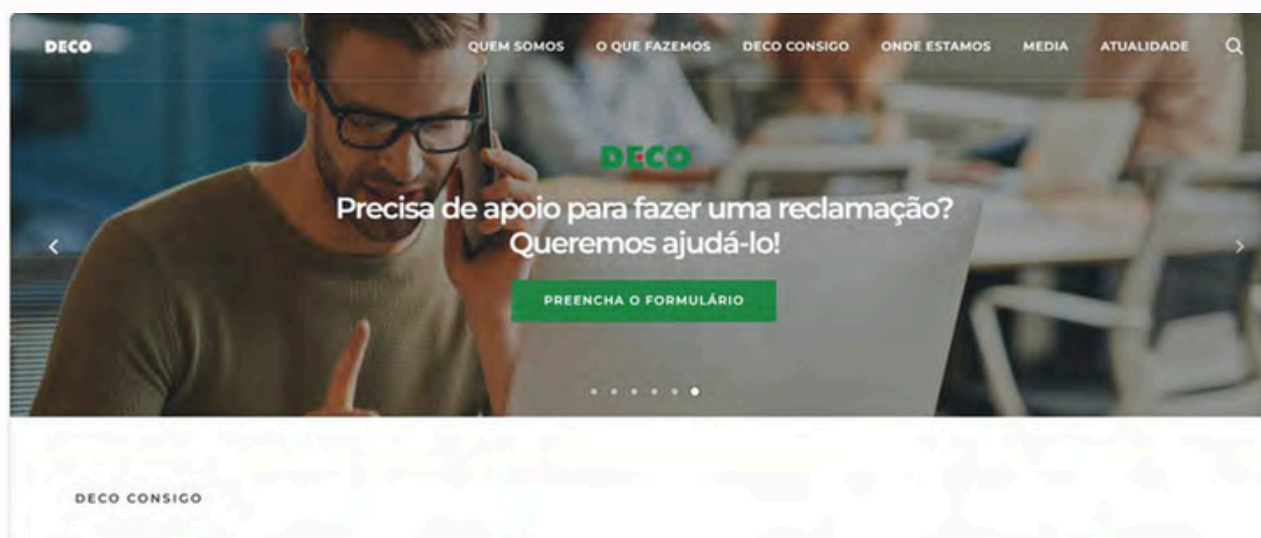 DECO
QUEM SOMOS O QUE FAZEMOS DECO CONSIGO ONDE ESTAMOS MEDIA ATUALIDADE
DECO
Precisa de apoio para fazer uma reclamação?
Queremos ajudá-lo!
PREENCHA O FORMULÁRIO
DECO CONSIGO